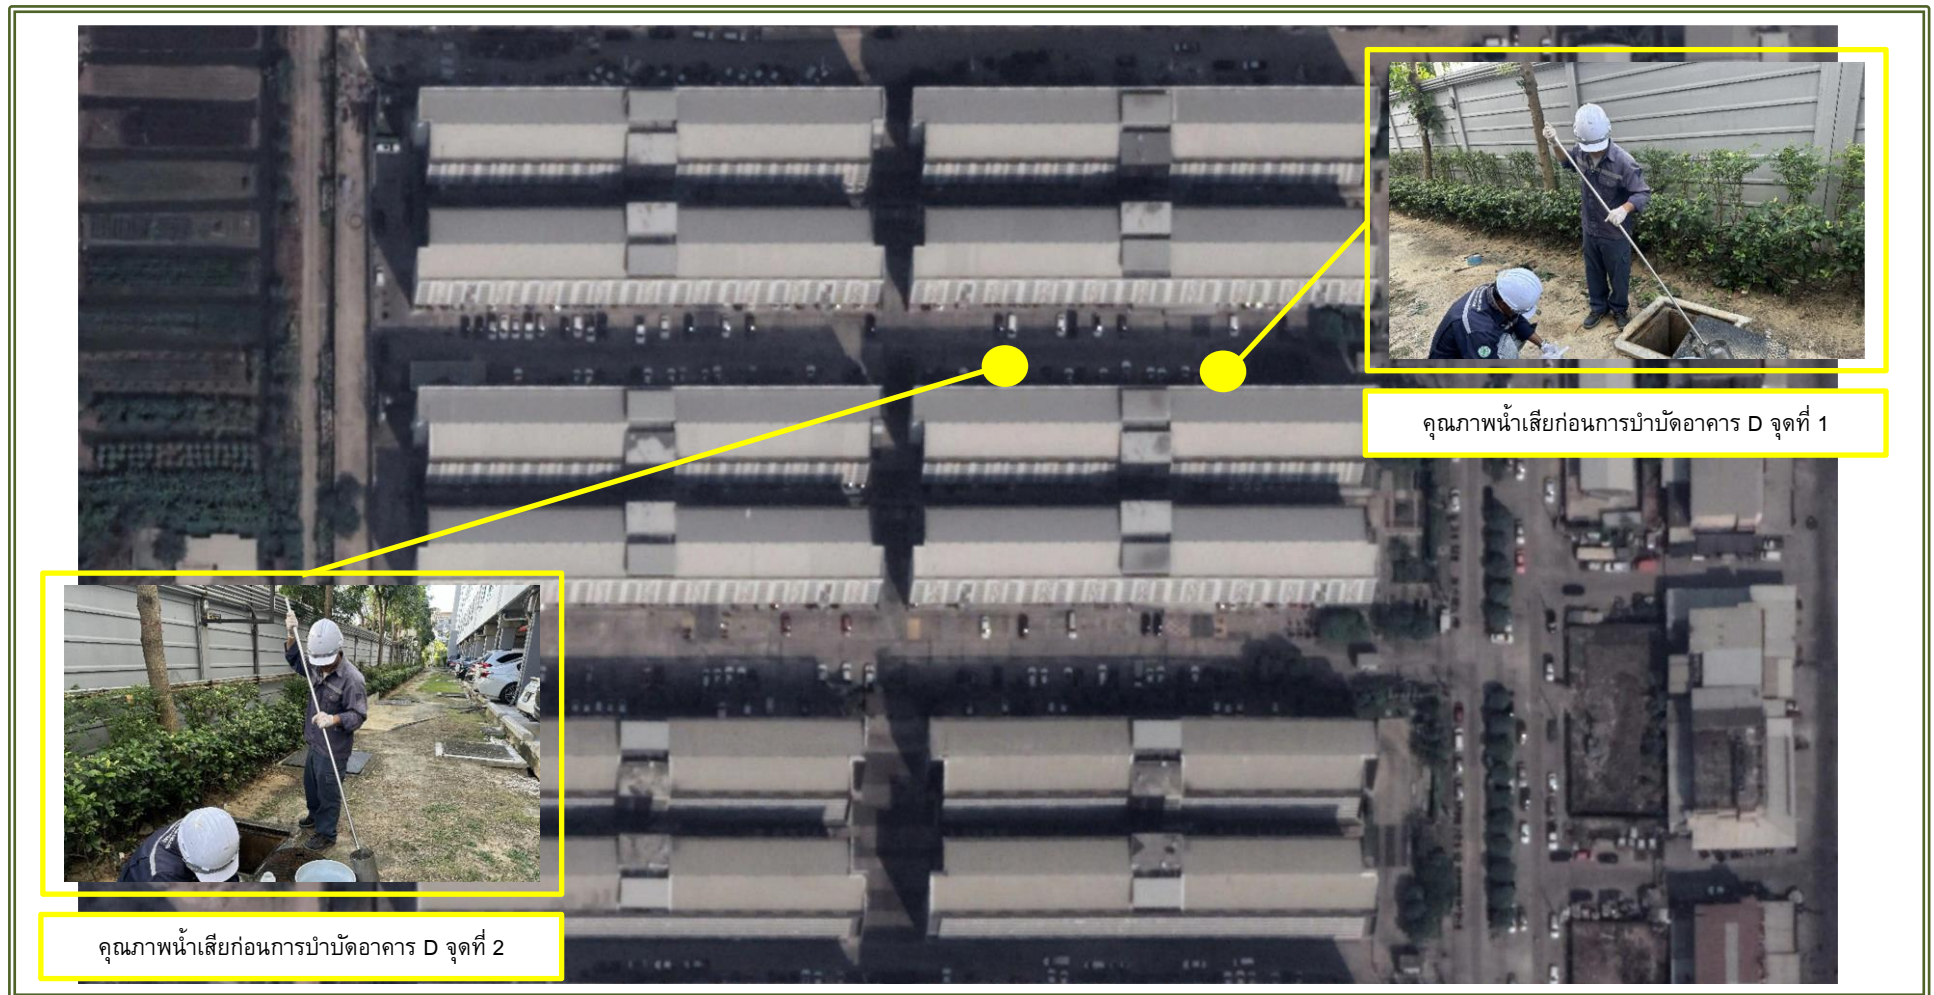 คุณภาพน้ำเสียก่อนการบำบัดอาคาร D จุดที่ 1
คุณภาพน้ำเสียก่อนการบำบัดอาคาร D จุดที่ 2